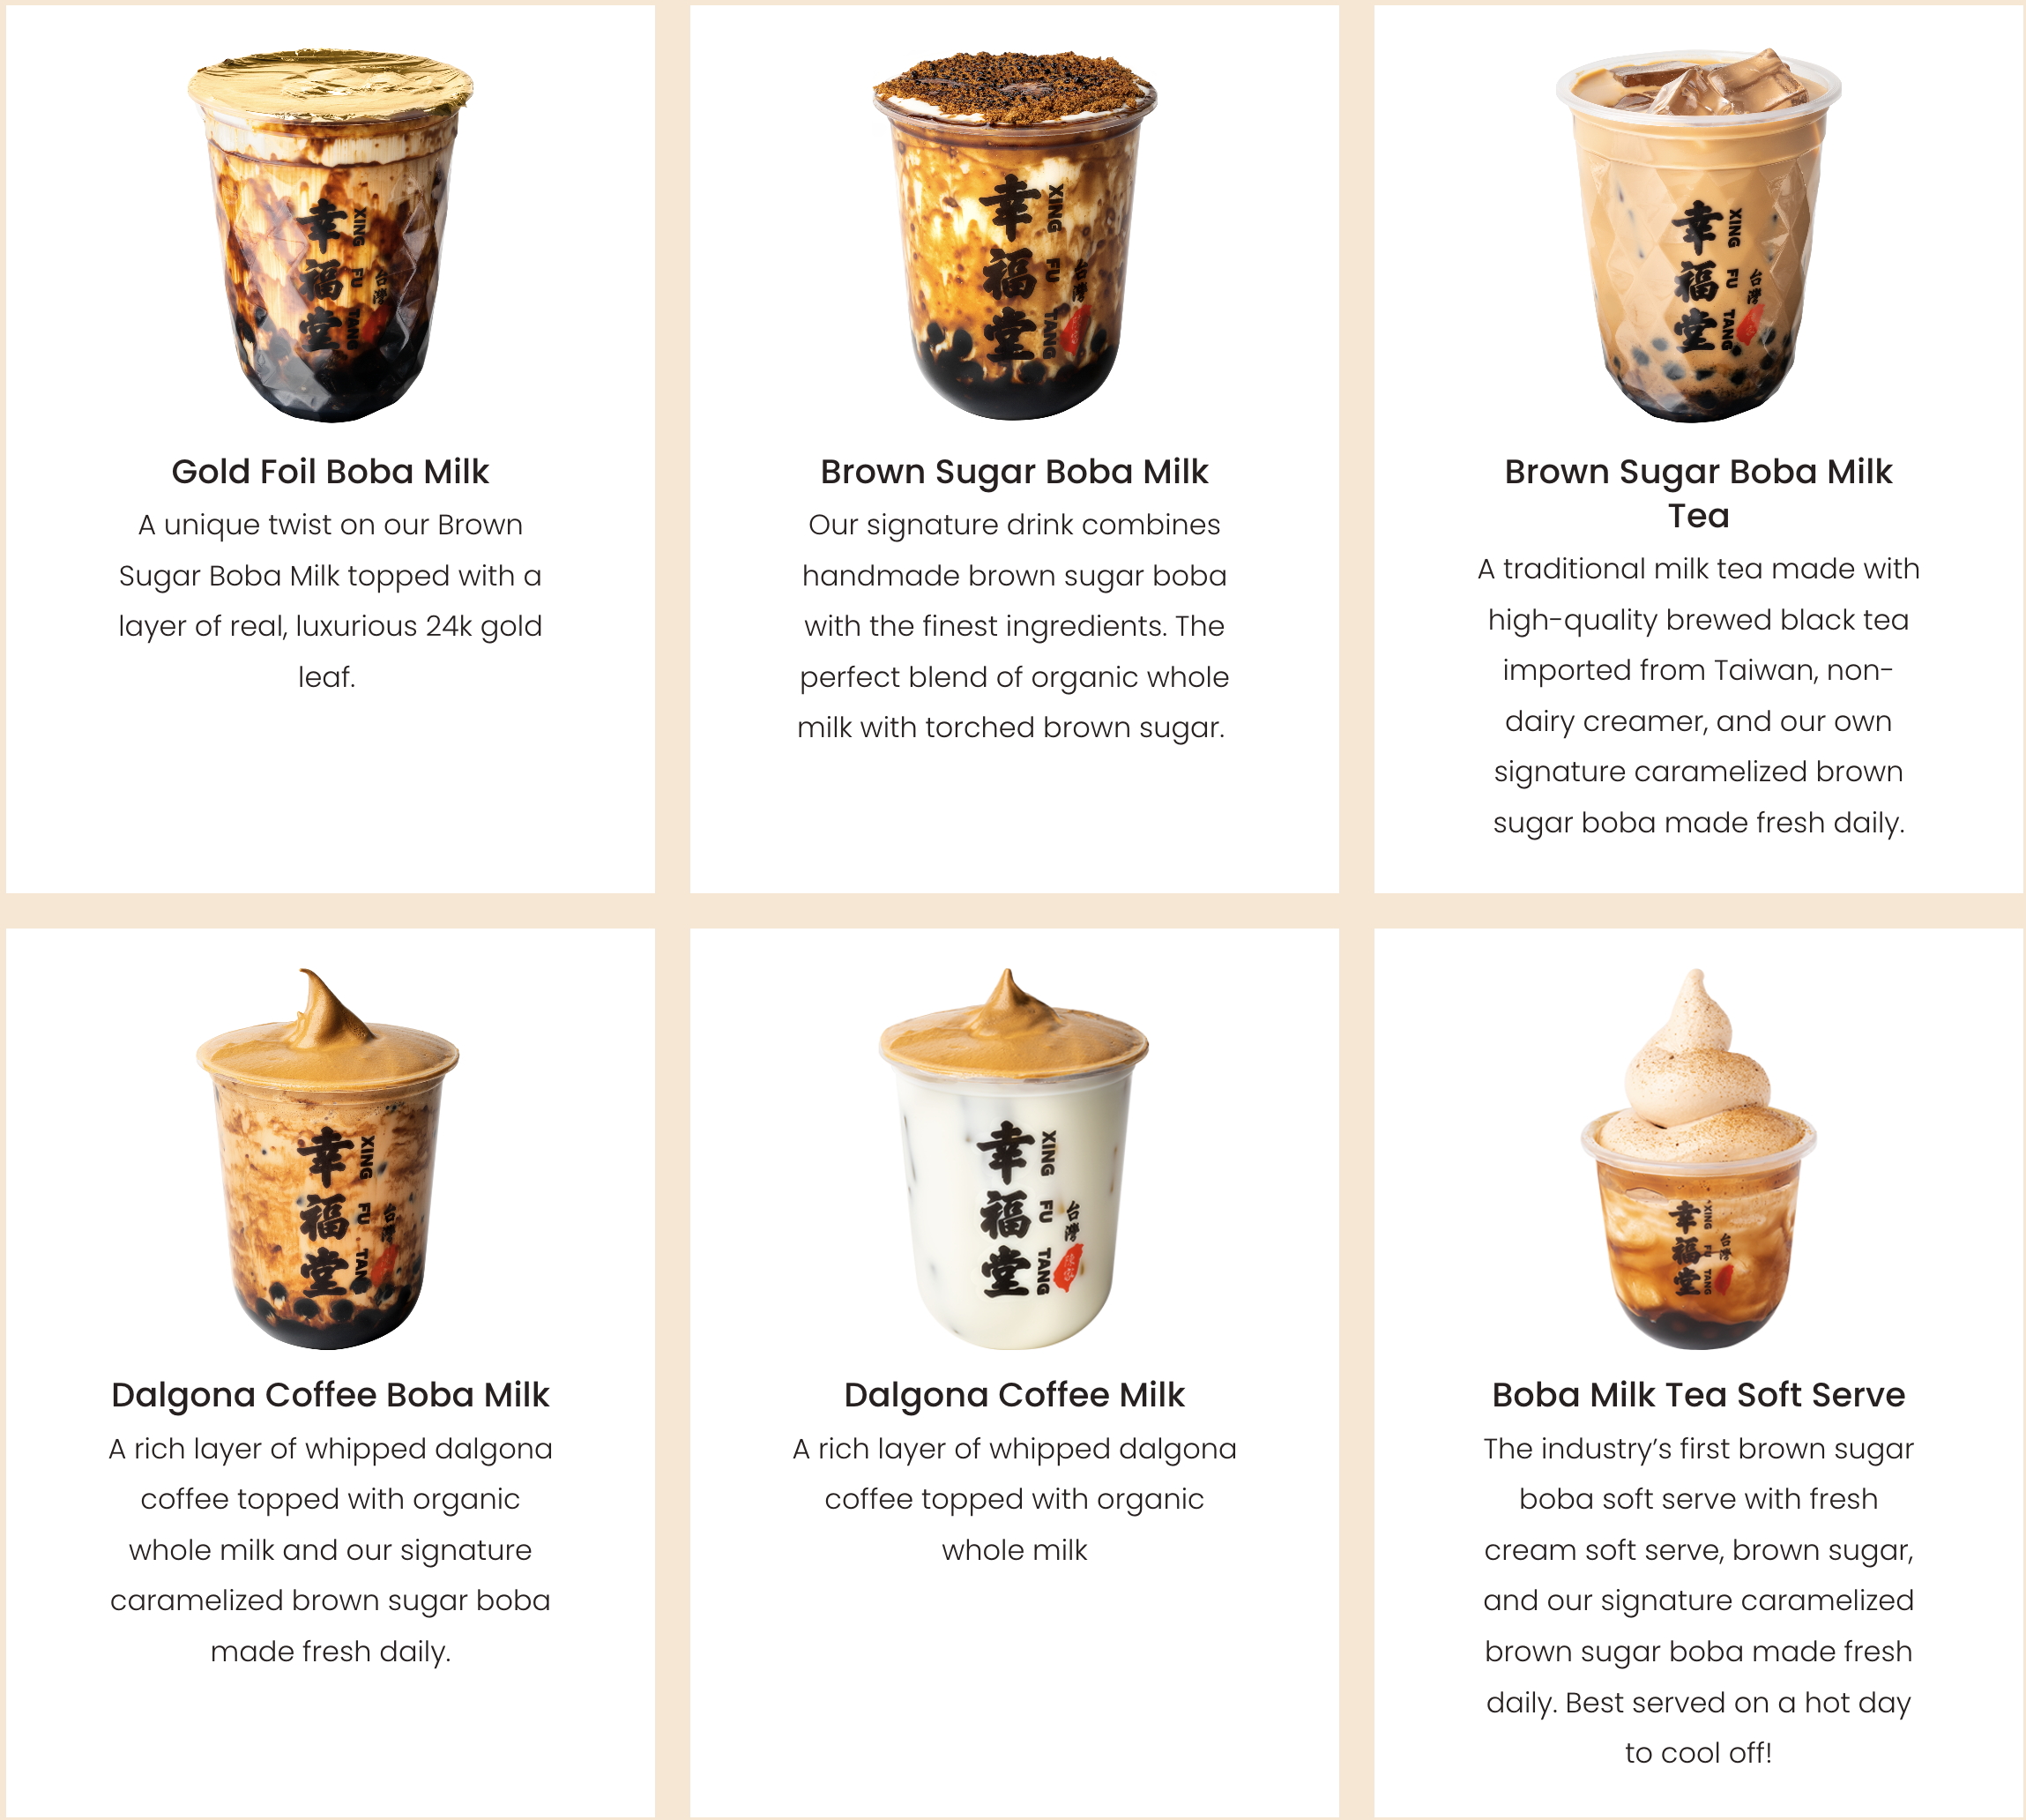 幸福堂
XING FU TANG
台灣
Gold Foil Boba Milk
A unique twist on our Brown
Sugar Boba Milk topped with a
layer of real, luxurious 24k gold
leaf.
幸福堂
XING FU TANG
台灣
Brown Sugar Boba Milk
Our signature drink combines
handmade brown sugar boba
with the finest ingredients. The
perfect blend of organic whole
milk with torched brown sugar.
幸福堂
XING FU TANG
台灣
Brown Sugar Boba Milk
Tea
A traditional milk tea made with
high-quality brewed black tea
imported from Taiwan, non-
dairy creamer, and our own
signature caramelized brown
sugar boba made fresh daily.
幸福堂
XING FU TANG
台灣
Dalgona Coffee Boba Milk
A rich layer of whipped dalgona
coffee topped with organic
whole milk and our signature
caramelized brown sugar boba
made fresh daily.
幸福堂
XING FU TANG
台灣
Dalgona Coffee Milk
A rich layer of whipped dalgona
coffee topped with organic
whole milk
幸福堂
XING FU TANG
台灣
Boba Milk Tea Soft Serve
The industry’s first brown sugar
boba soft serve with fresh
cream soft serve, brown sugar,
and our signature caramelized
brown sugar boba made fresh
daily. Best served on a hot day
to cool off!